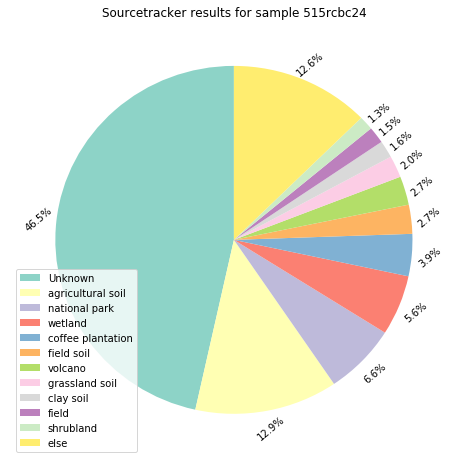 Sourcetracker results for sample 515rcbc24
12.6%
1.3%
1.5%
1.6%
2.0%
2.7%
2.7%
3.9%
5.6%
6.6%
12.9%
46.5%
Unknown
agricultural soil
national park
wetland
coffee plantation
field soil
volcano
grassland soil
clay soil
field
shrubland
else